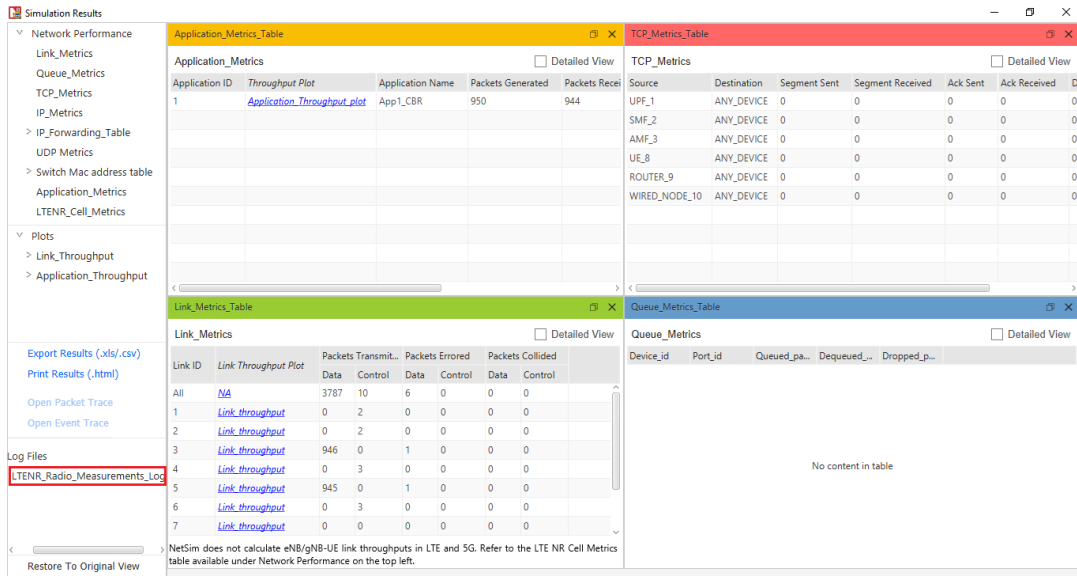 Simulation Results
Network Performance
Link_Metrics
Queue_Metrics
TCP_Metrics
IP_Metrics
IP_Forwarding_Table
UDP Metrics
Switch Mac address table
Application_Metrics
LTENR_Cell_Metrics
Plots
Link_Throughput
Application_Throughput
Export Results (.xls/.csv)
Print Results (.html)
Open Packet Trace
Open Event Trace
Log Files
LTENR_Radio_Measurements_Log
Restore To Original View
Application_Metrics_Table
Application_Metrics Detailed View
Application ID Throughput Plot Application Name Packets Generated Packets Recei
1 Application_Throughput_plot App1_CBR 950 944
TCP_Metrics_Table
TCP_Metrics Detailed View
Source Destination Segment Sent Segment Received Ack Sent Ack Received D
UPF_1 ANY_DEVICE 0 0 0 0 0
SMF_2 ANY_DEVICE 0 0 0 0 0
AMF_3 ANY_DEVICE 0 0 0 0 0
UE_8 ANY_DEVICE 0 0 0 0 0
ROUTER_9 ANY_DEVICE 0 0 0 0 0
WIRED_NODE_10 ANY_DEVICE 0 0 0 0 0
Link_Metrics_Table
Link_Metrics Detailed View
Link ID Link Throughput Plot Packets Transmit... Packets Errored Packets Collided
Data Control Data Control Data Control
All NA 3787 10 6 0 0 0
1 Link_throughput 0 2 0 0 0 0
2 Link_throughput 0 2 0 0 0 0
3 Link_throughput 946 0 1 0 0 0
4 Link_throughput 0 3 0 0 0 0
5 Link_throughput 945 0 1 0 0 0
6 Link_throughput 0 3 0 0 0 0
7 Link_throughput 0 0 0 0 0 0
NetSim does not calculate eNB/gNB-UE link throughputs in LTE and 5G. Refer to the LTE NR Cell Metrics
table available under Network Performance on the top left.
Queue_Metrics_Table
Queue_Metrics Detailed View
Device_id Port_id Queued_pa... Dequeued_... Dropped_p...
No content in table